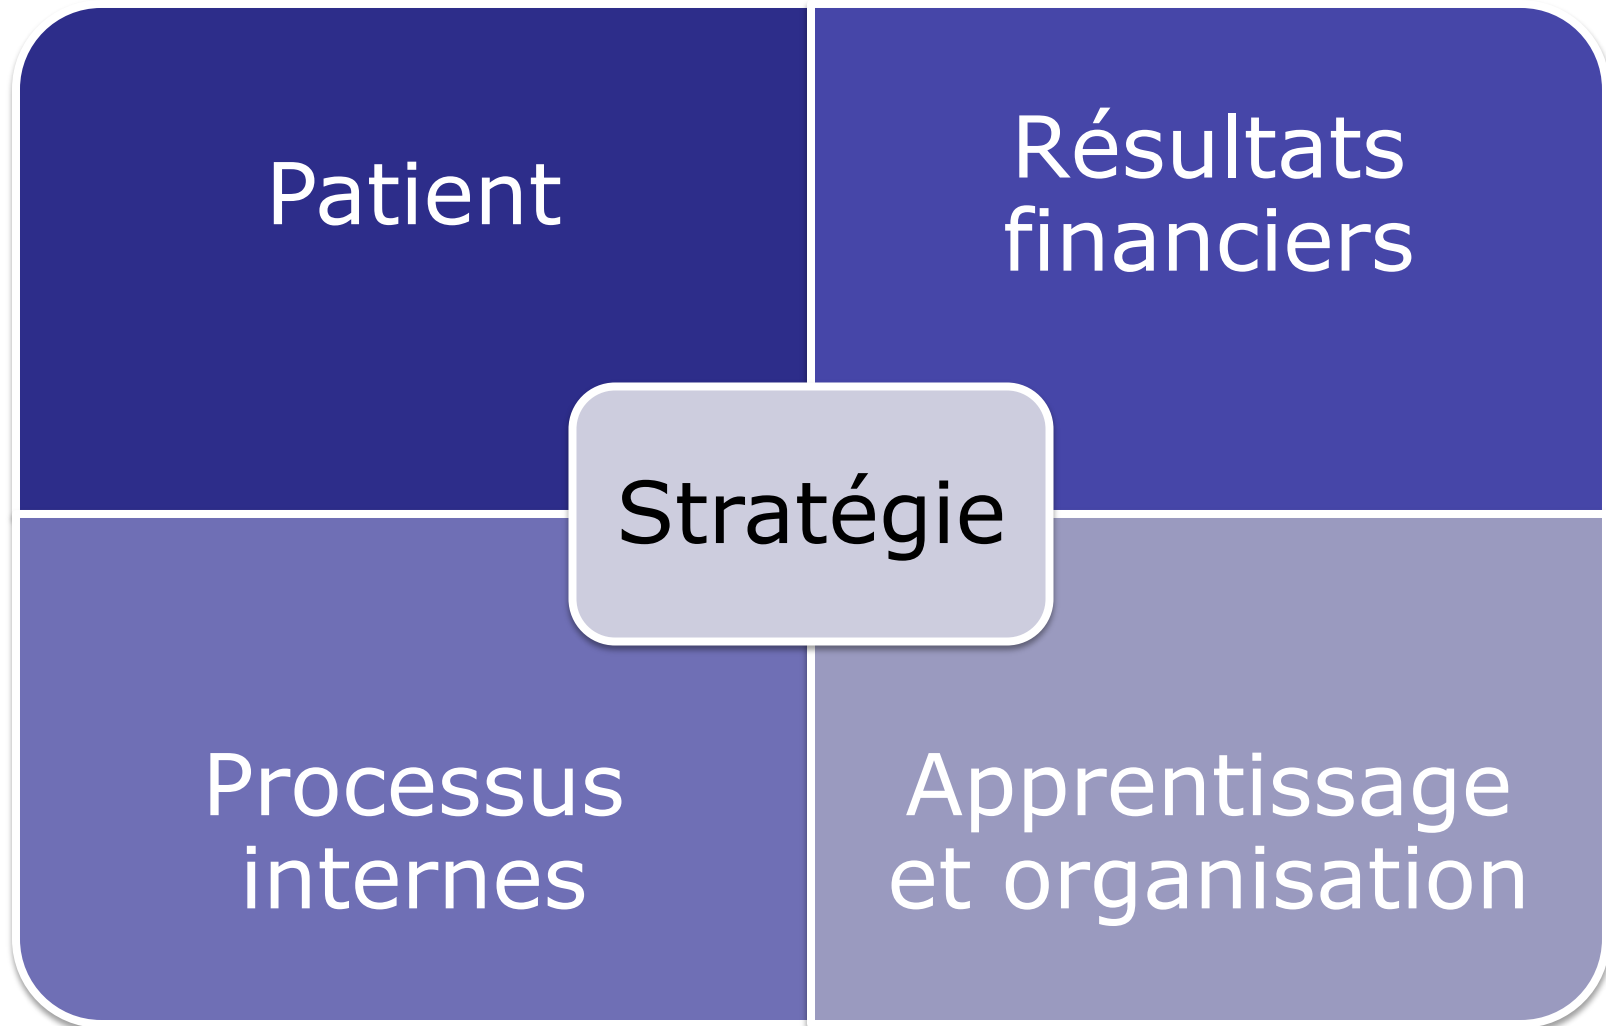 Patient
Résultats
financiers
Stratégie
Processus
internes
Apprentissage
et organisation